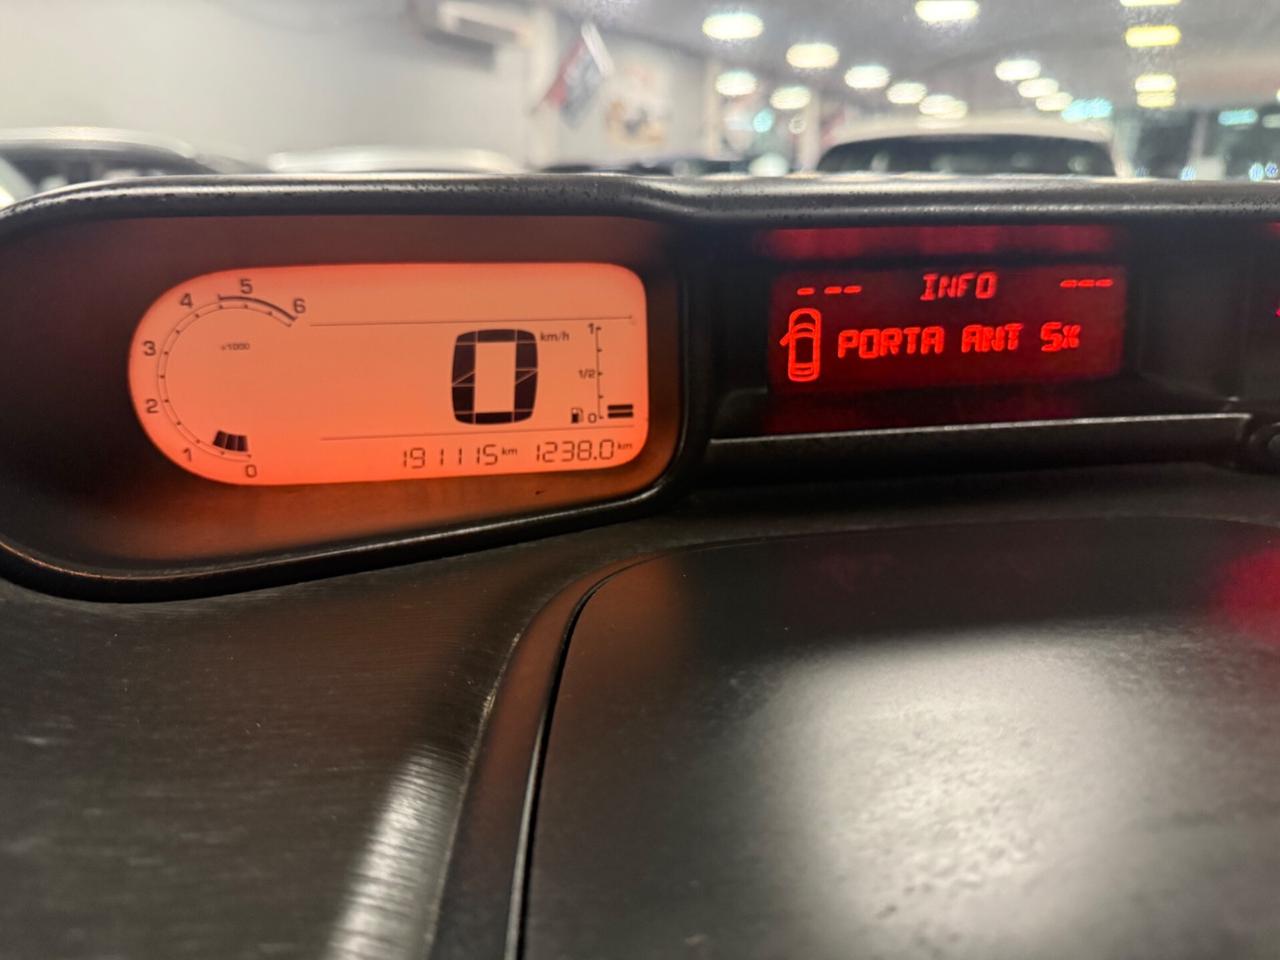 5
4
6
3
x1000
2
1
0
0 km/h
1
1/2
0
191115 km 1238.0 km
--- INFO ---
PORTA ANT SX